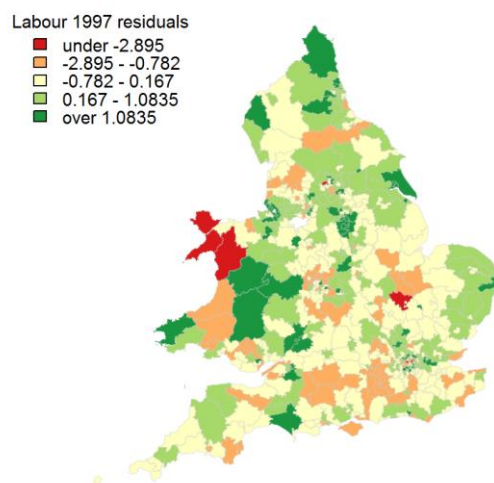 Labour 1997 residuals
under -2.895
-2.895 - -0.782
-0.782 - 0.167
0.167 - 1.0835
over 1.0835